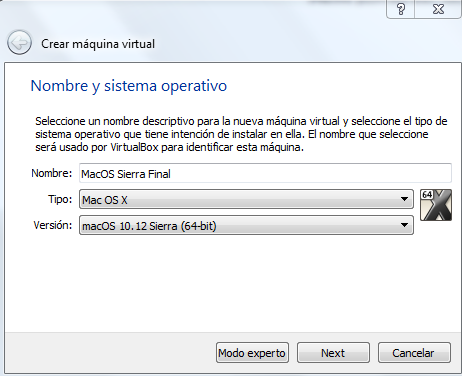 Crear máquina virtual
Nombre y sistema operativo
Seleccione un nombre descriptivo para la nueva máquina virtual y seleccione el tipo de
sistema operativo que tiene intención de instalar en ella. El nombre que seleccione
será usado por VirtualBox para identificar esta máquina.
Nombre: MacOS Sierra Final
Tipo: Mac OS X
64
Versión: macOS 10.12 Sierra (64-bit)
Modo experto Next Cancelar